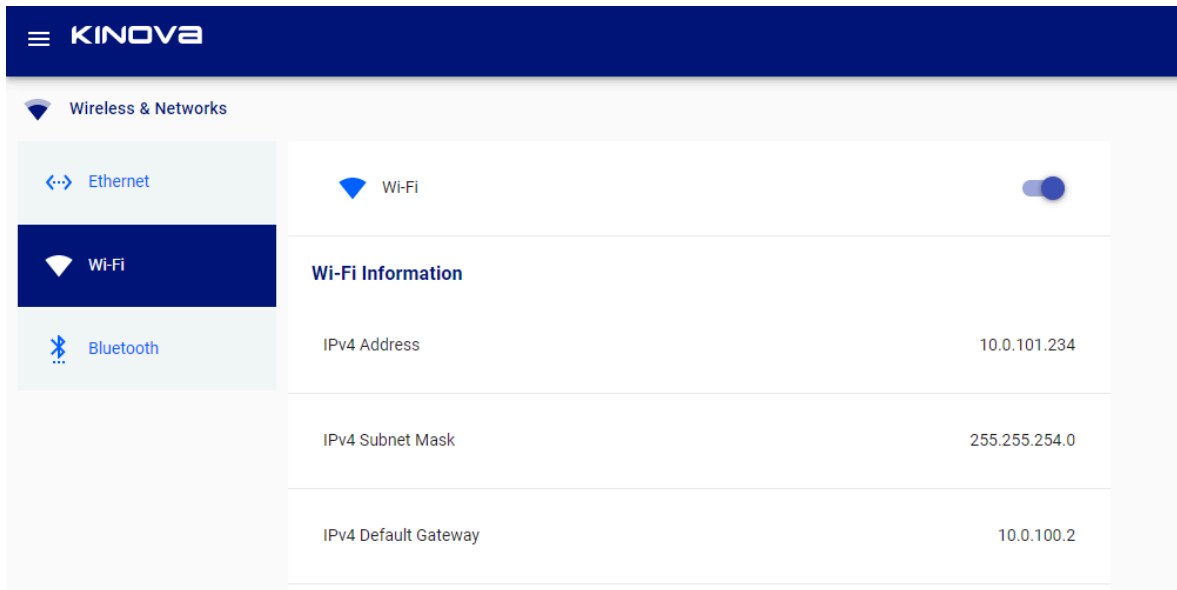 KINOVA
Wireless & Networks
Ethernet
Wi-Fi
Bluetooth
Wi-Fi
Wi-Fi Information
IPv4 Address 10.0.101.234
IPv4 Subnet Mask 255.255.254.0
IPv4 Default Gateway 10.0.100.2